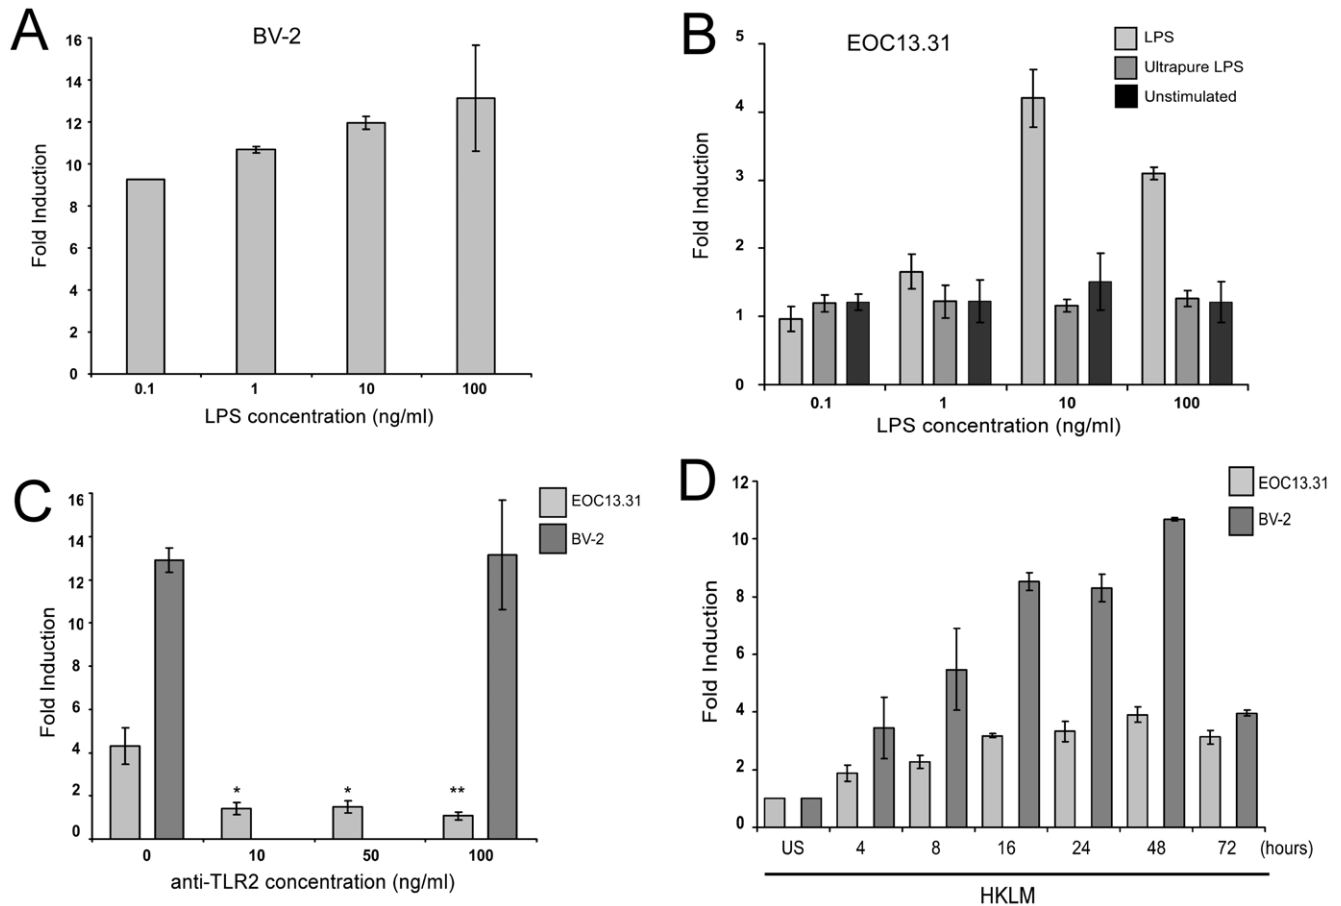 A
BV-2
Fold Induction
16
14
12
10
8
6
4
2
0
0.1 1 10 100
LPS concentration (ng/ml)
B
EOC13.31
LPS
Ultrapure LPS
Unstimulated
Fold Induction
5
4
3
2
1
0
0.1 1 10 100
LPS concentration (ng/ml)
C
EOC13.31
BV-2
Fold Induction
16
14
12
10
8
6
4
2
0
* * **
0 10 50 100
anti-TLR2 concentration (ng/ml)
D
EOC13.31
BV-2
Fold Induction
12
10
8
6
4
2
0
US 4 8 16 24 48 72 (hours)
HKLM